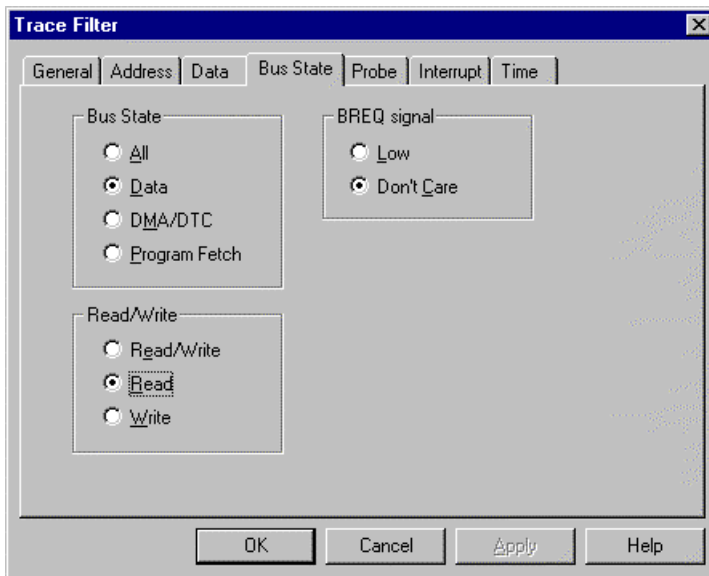 Trace Filter
General Address Data Bus State Probe Interrupt Time
Bus State
All
Data
DMA/DTC
Program Fetch
BREQ signal
Low
Don't Care
Read/Write
Read/Write
Read
Write
OK Cancel Apply Help